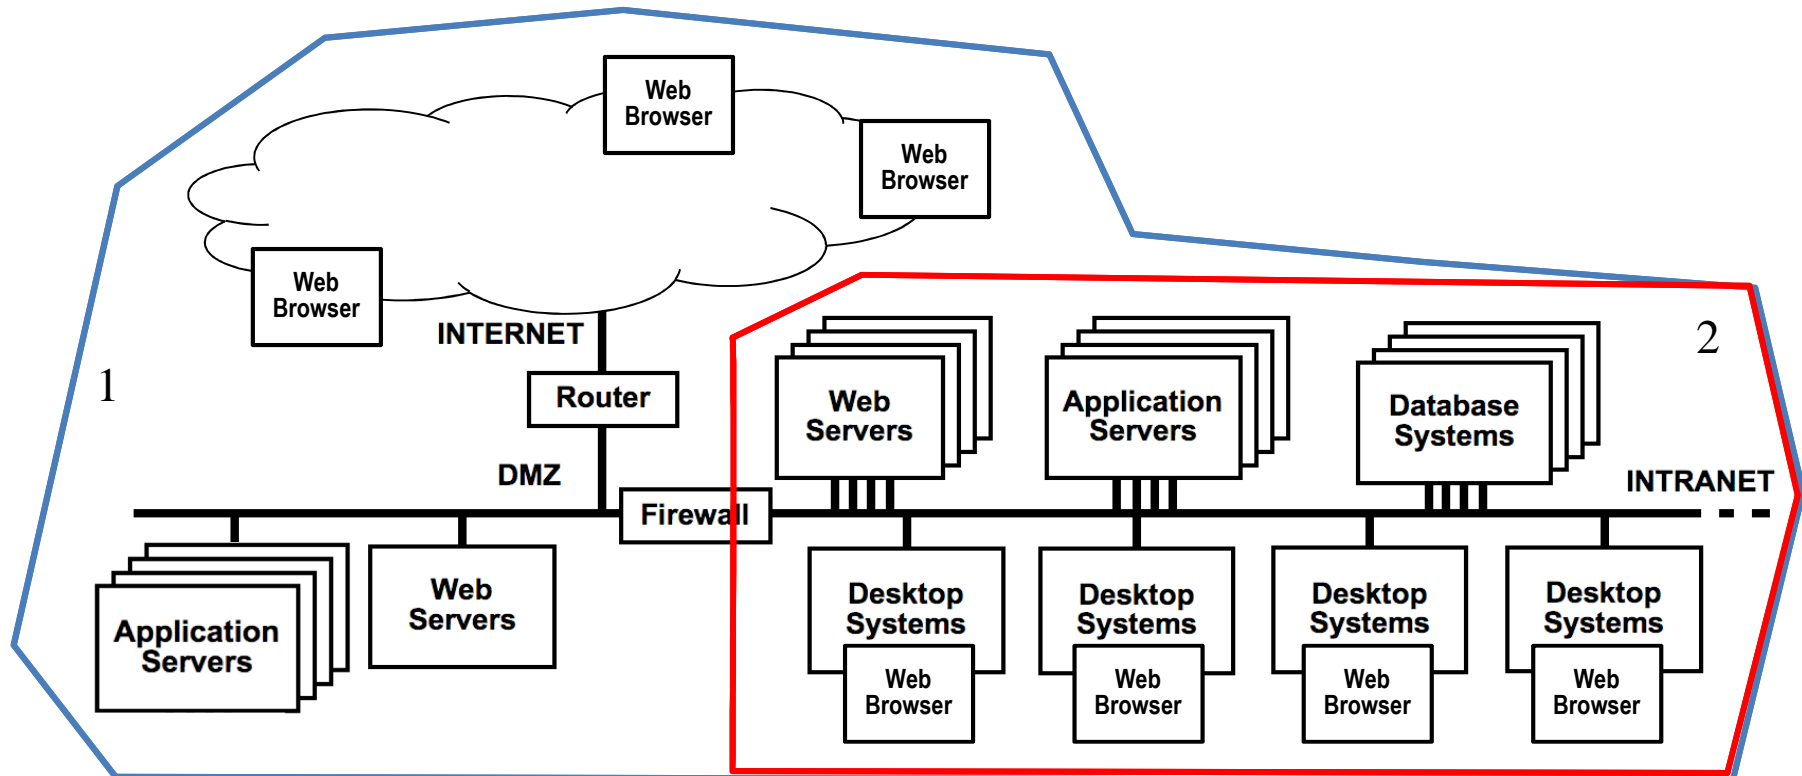 Web
Browser
Web
Browser
Web
Browser
INTERNET
1
Router
2
Web
Servers
Application
Servers
Database
Systems
DMZ
INTRANET
Firewall
Application
Servers
Web
Servers
Desktop
Systems
Web
Browser
Desktop
Systems
Web
Browser
Desktop
Systems
Web
Browser
Desktop
Systems
Web
Browser